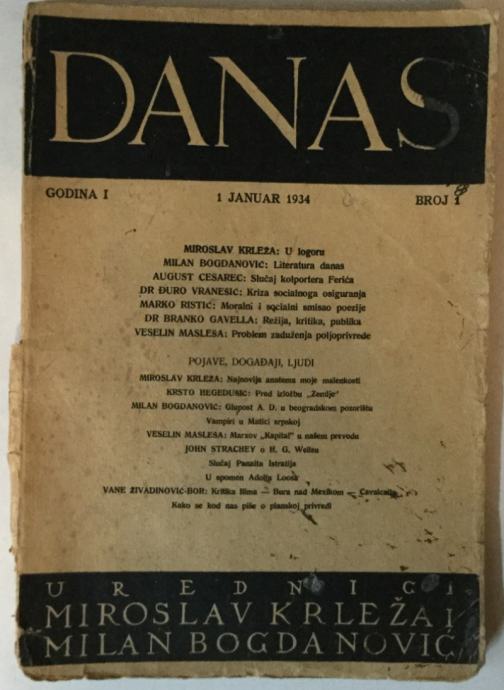 DANAS
GODINA I 1 JANUAR 1934 BROJ 1
MIROSLAV KRLEŽA: U logoru
MILAN BOGDANOVIĆ: Literatura danas
AUGUST CESAREC: Slučaj kolportera Ferića
DR ĐURO VRANEŠIĆ: Kriza socialnoga osiguranja
MARKO RISTIĆ: Moralni i socialni smisao poezije
DR BRANKO GAVELLA: Režija, kritika, publika
VESELIN MASLEŠA: Problem zaduženja poljoprivrede
POJAVE, DOGAĐAJI, LJUDI
MIROSLAV KRLEŽA: Najnovija anatema moje malenkosti
KRSTO HEGEDUŠIĆ: Pred izložbu „Zemlje"
MILAN BOGDANOVIĆ: Glupost A. D. u beogradskom pozorištu
Vampiri u Matici srpskoj
VESELIN MASLEŠA: Marxov „Kapital" u našem prevodu
JOHN STRACHEY o H. G. Wellsu
Slučaj Panaita Istratija
U spomen Adolfa Loosa
VANE ŽIVADINOVIĆ-BOR: Kritika filma — Bura nad Mexikom — Cavalcade
Kako se kod nas piše o planskoj privredi
UREDNICI
MIROSLAV KRLEŽA I
MILAN BOGDANOVIĆ